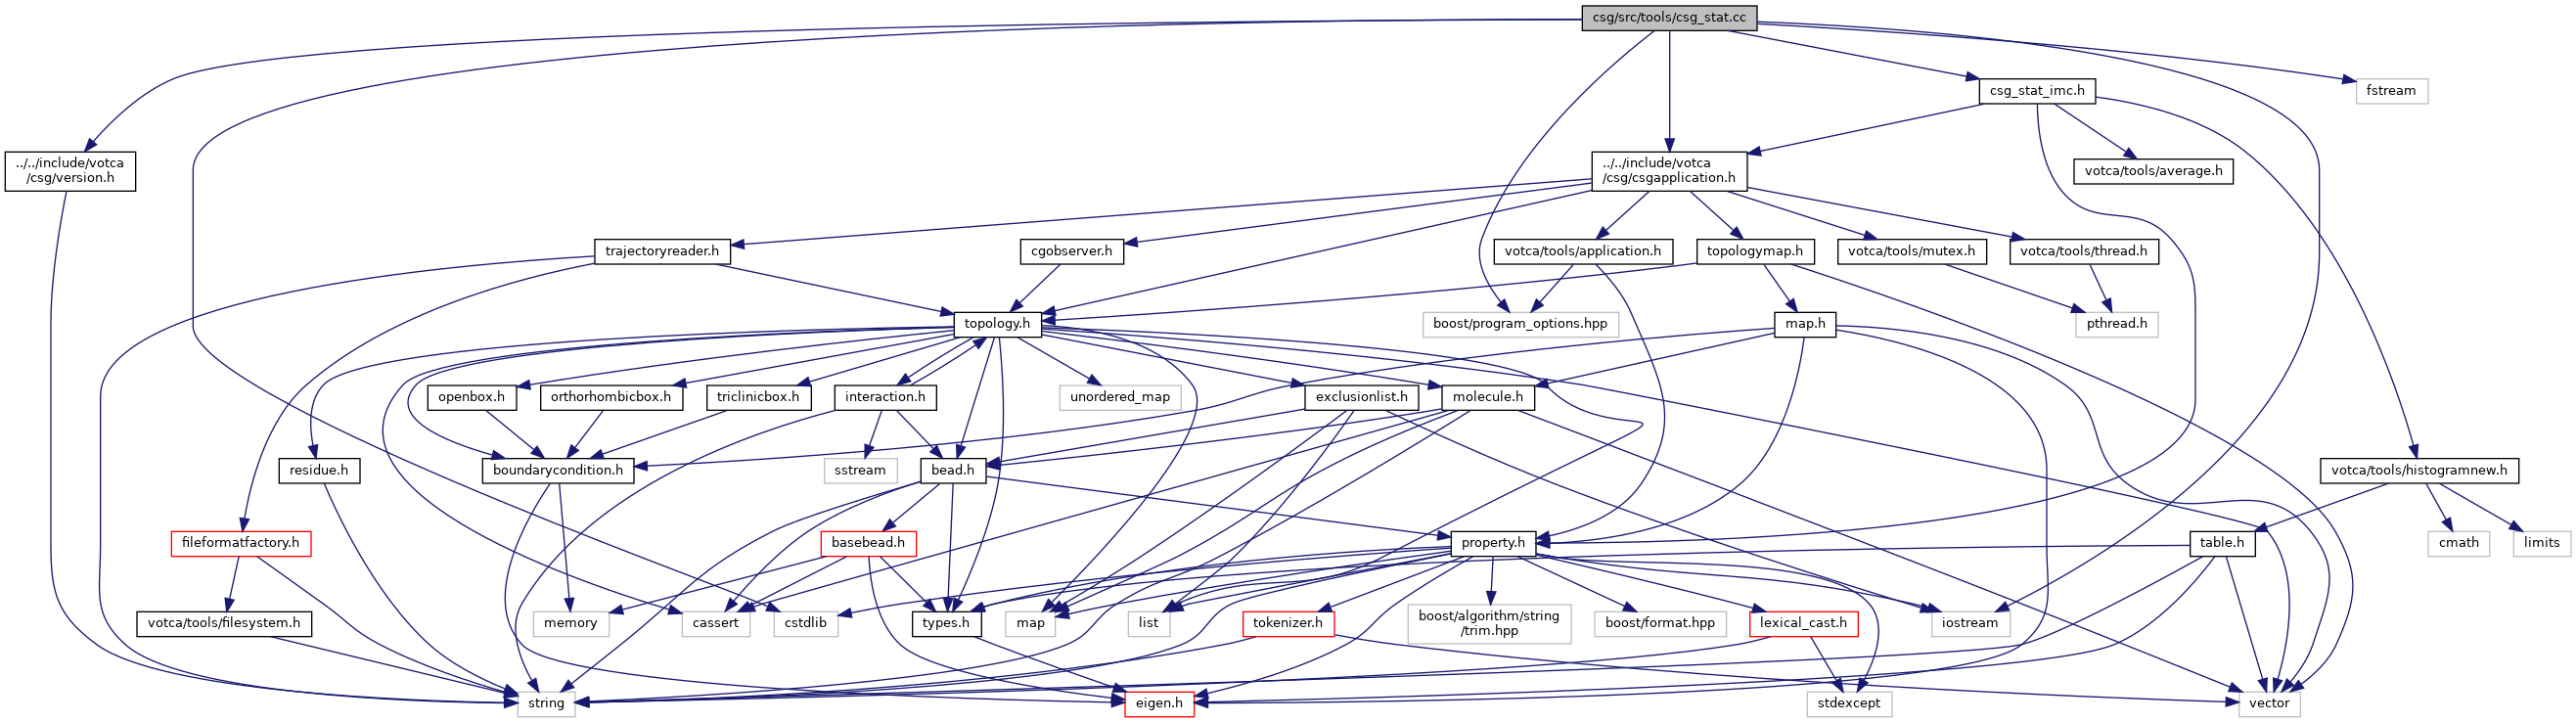 csg/src/tools/csg_stat.cc
csg_stat_imc.h
fstream
../../include/votca
/csg/version.h
../../include/votca
/csg/csgapplication.h
votca/tools/average.h
trajectoryreader.h
cgobserver.h
votca/tools/application.h
topologymap.h
votca/tools/mutex.h
votca/tools/thread.h
topology.h
boost/program_options.hpp
map.h
pthread.h
openbox.h
orthorhombicbox.h
triclinicbox.h
interaction.h
unordered_map
exclusionlist.h
molecule.h
residue.h
boundarycondition.h
sstream
bead.h
votca/tools/histogramnew.h
fileformatfactory.h
basebead.h
property.h
table.h
cmath
limits
votca/tools/filesystem.h
memory
cassert
cstdlib
types.h
map
list
tokenizer.h
boost/algorithm/string
/trim.hpp
boost/format.hpp
lexical_cast.h
iostream
string
eigen.h
stdexcept
vector